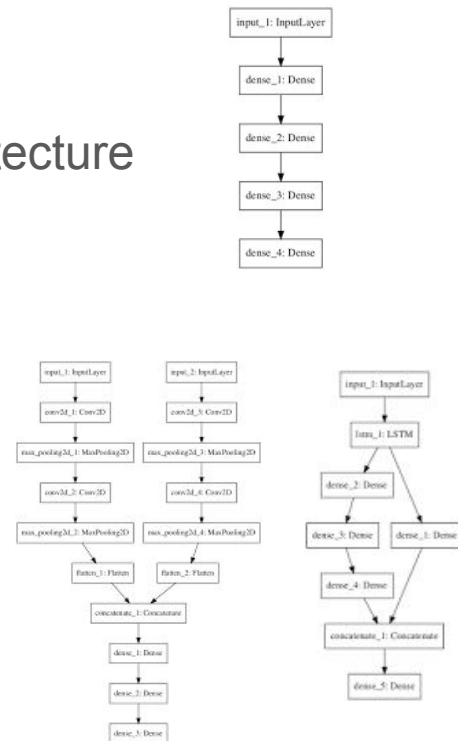 input_1: InputLayer
dense_1: Dense
tecture
dense_2: Dense
dense_3: Dense
dense_4: Dense
input_1: InputLayer
input_2: InputLayer
conv2d_1: Conv2D
conv2d_3: Conv2D
max_pooling2d_1: MaxPooling2D
max_pooling2d_3: MaxPooling2D
conv2d_2: Conv2D
conv2d_4: Conv2D
max_pooling2d_2: MaxPooling2D
max_pooling2d_4: MaxPooling2D
flatten_1: Flatten
flatten_2: Flatten
concatenate_1: Concatenate
dense_1: Dense
dense_2: Dense
dense_3: Dense
input_1: InputLayer
lstm_1: LSTM
dense_2: Dense
dense_3: Dense
dense_1: Dense
dense_4: Dense
concatenate_1: Concatenate
dense_5: Dense